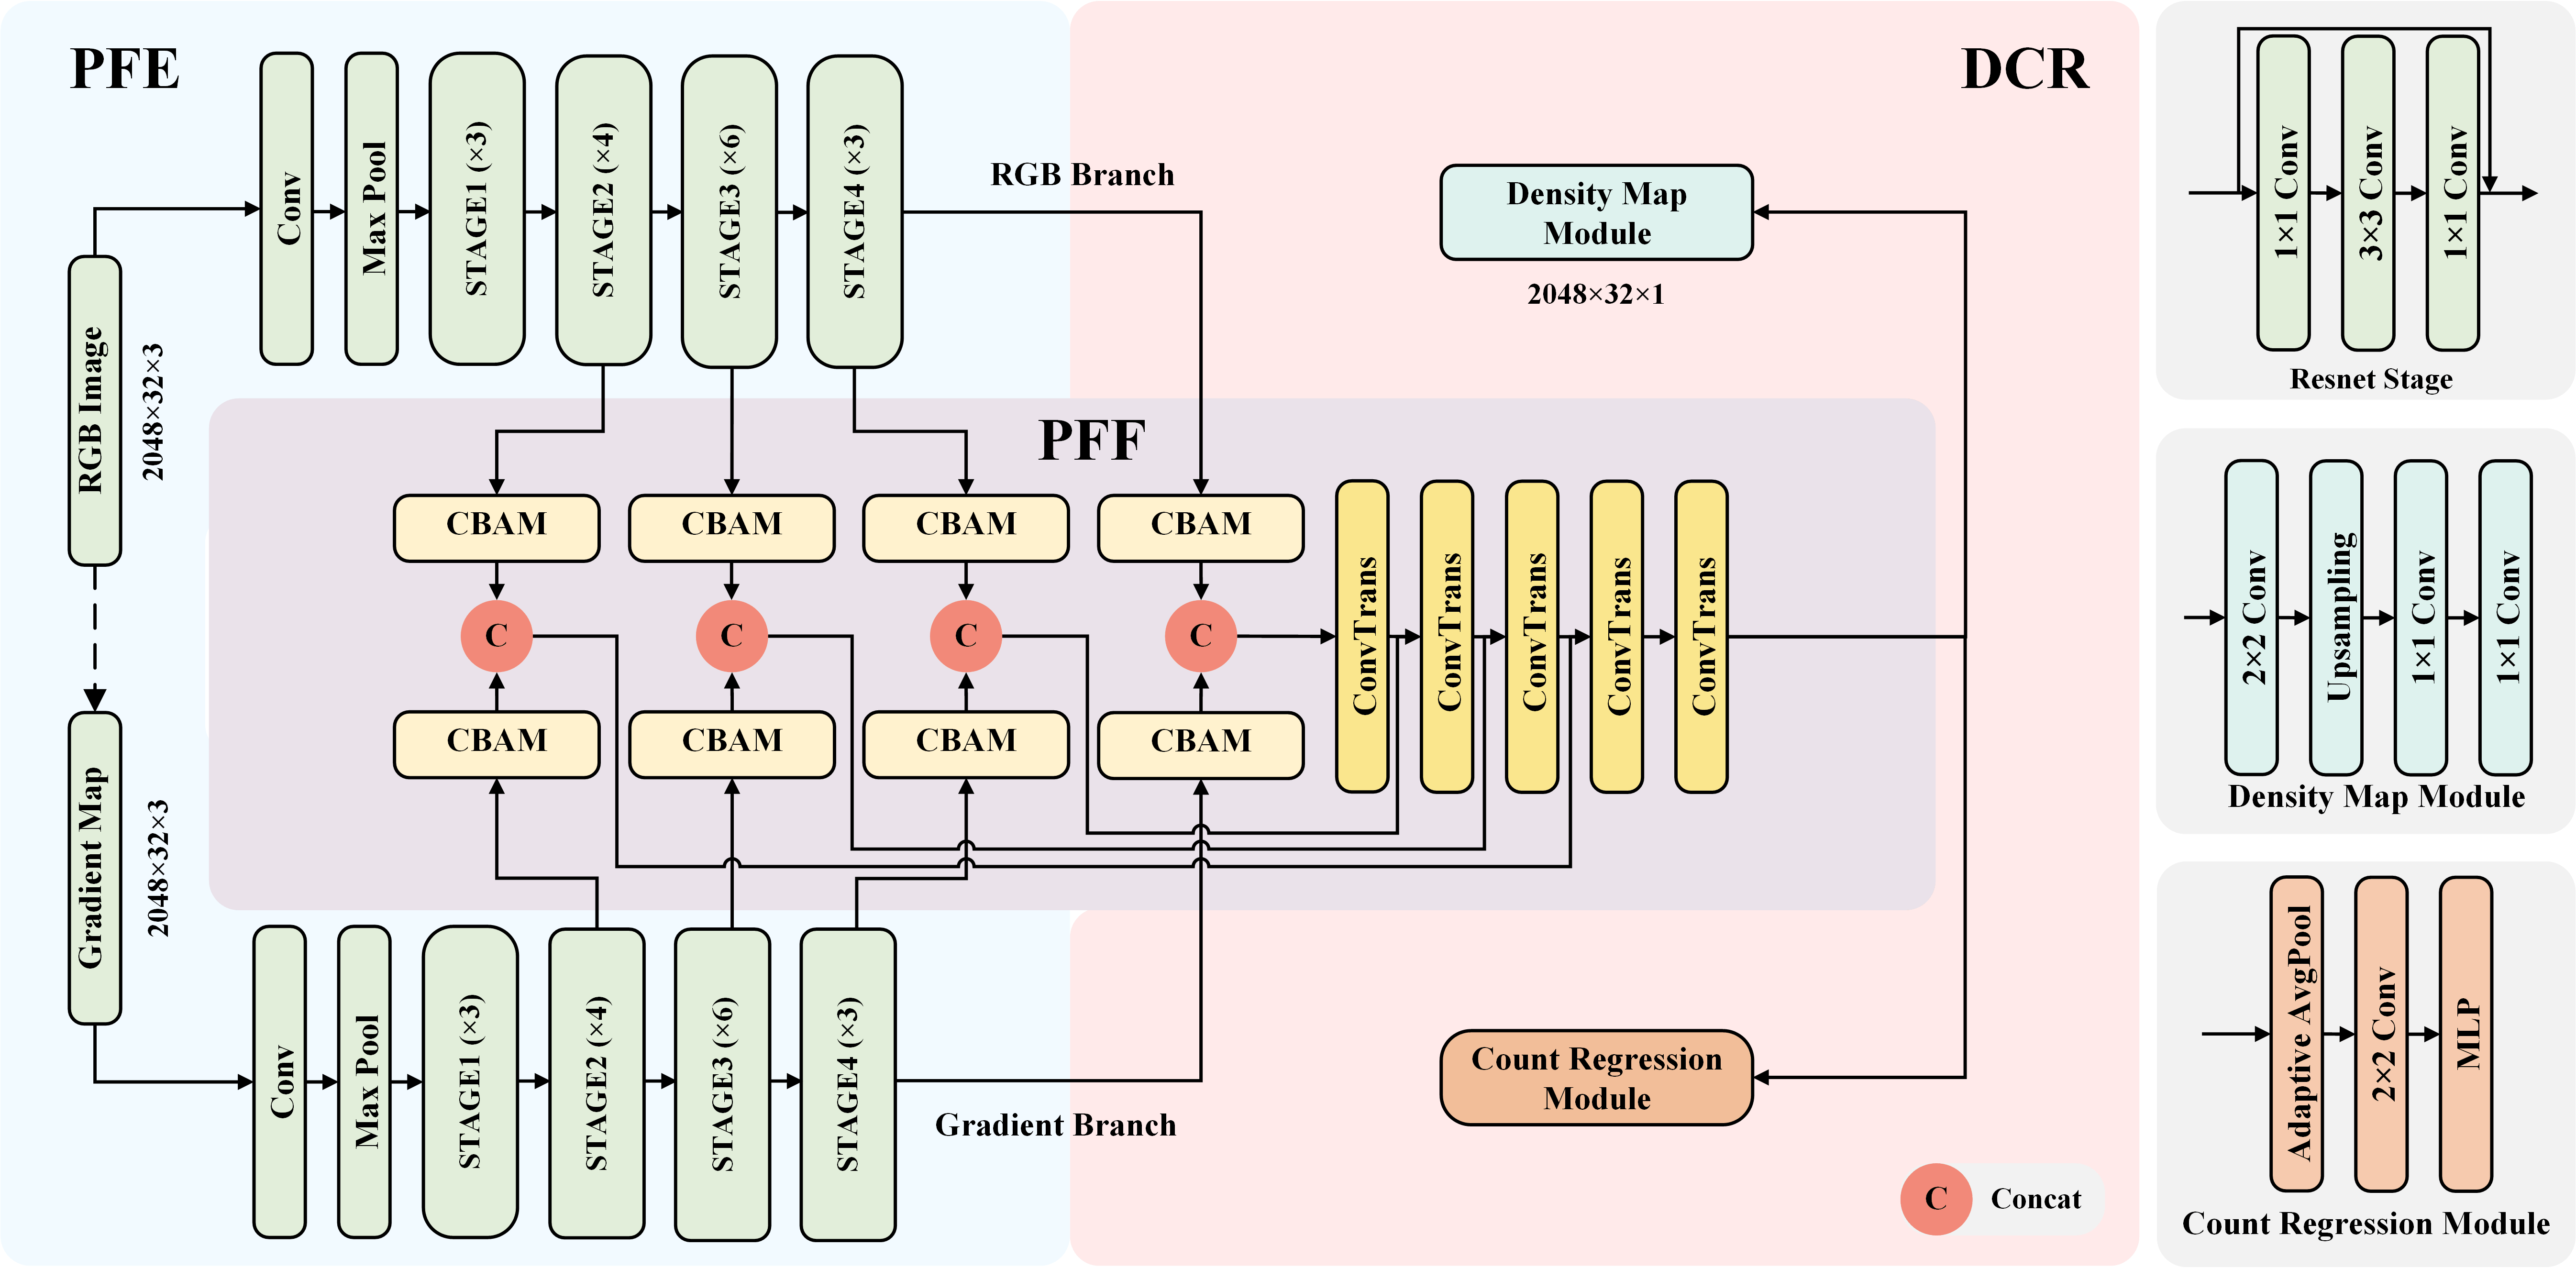 PFE
DCR
PFF
RGB Image
2048×32×3
Conv
Max Pool
STAGE1 (×3)
STAGE2 (×4)
STAGE3 (×6)
STAGE4 (×3)
RGB Branch
Gradient Map
2048×32×3
Conv
Max Pool
STAGE1 (×3)
STAGE2 (×4)
STAGE3 (×6)
STAGE4 (×3)
Gradient Branch
CBAM
CBAM
CBAM
CBAM
C
C
C
C
CBAM
CBAM
CBAM
CBAM
ConvTrans
ConvTrans
ConvTrans
ConvTrans
ConvTrans
Density Map
Module
2048×32×1
Count Regression
Module
C
Concat
1×1 Conv
3×3 Conv
1×1 Conv
Resnet Stage
2×2 Conv
Upsampling
1×1 Conv
1×1 Conv
Density Map Module
Adaptive AvgPool
2×2 Conv
MLP
Count Regression Module